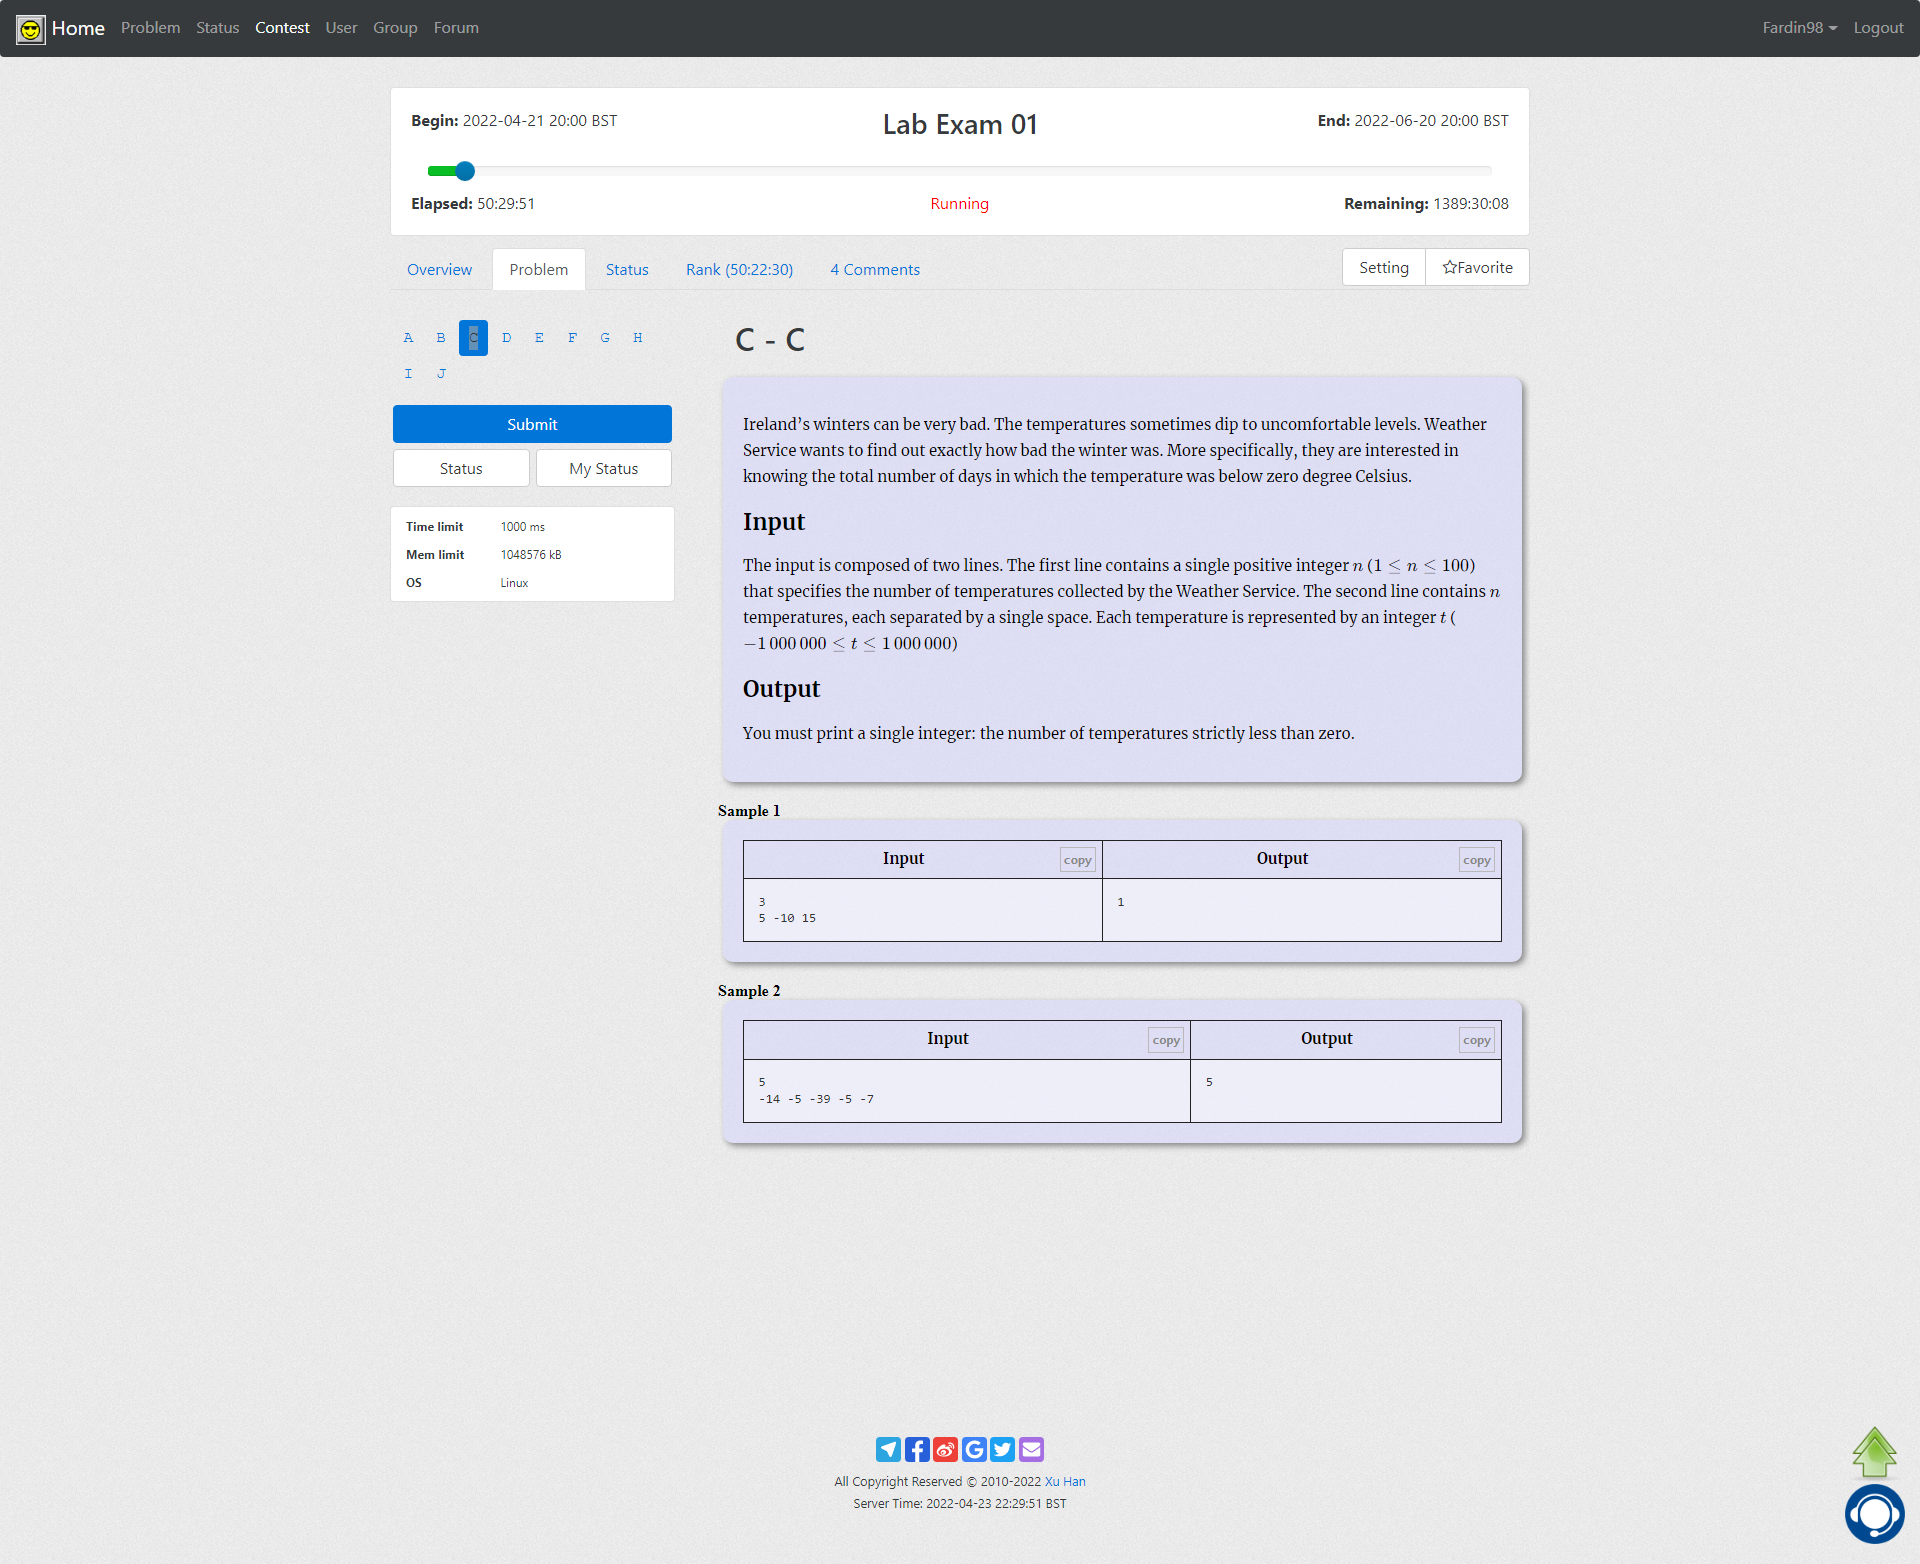 Home Problem Status Contest User Group Forum Fardin98 Logout
Begin: 2022-04-21 20:00 BST Lab Exam 01 End: 2022-06-20 20:00 BST
Elapsed: 50:29:51 Running Remaining: 1389:30:08
Overview Problem Status Rank (50:22:30) 4 Comments Setting Favorite
A B C D E F G H
I J
Submit
Status My Status
Time limit 1000 ms
Mem limit 1048576 kB
OS Linux
C - C
Ireland’s winters can be very bad. The temperatures sometimes dip to uncomfortable levels. Weather
Service wants to find out exactly how bad the winter was. More specifically, they are interested in
knowing the total number of days in which the temperature was below zero degree Celsius.
Input
The input is composed of two lines. The first line contains a single positive integer n (1 ≤ n ≤ 100)
that specifies the number of temperatures collected by the Weather Service. The second line contains n
temperatures, each separated by a single space. Each temperature is represented by an integer t (
−1 000 000 ≤ t ≤ 1 000 000)
Output
You must print a single integer: the number of temperatures strictly less than zero.
Sample 1
Input copy Output copy
3 1
5 -10 15
Sample 2
Input copy Output copy
5 5
-14 -5 -39 -5 -7
All Copyright Reserved © 2010-2022 Xu Han
Server Time: 2022-04-23 22:29:51 BST